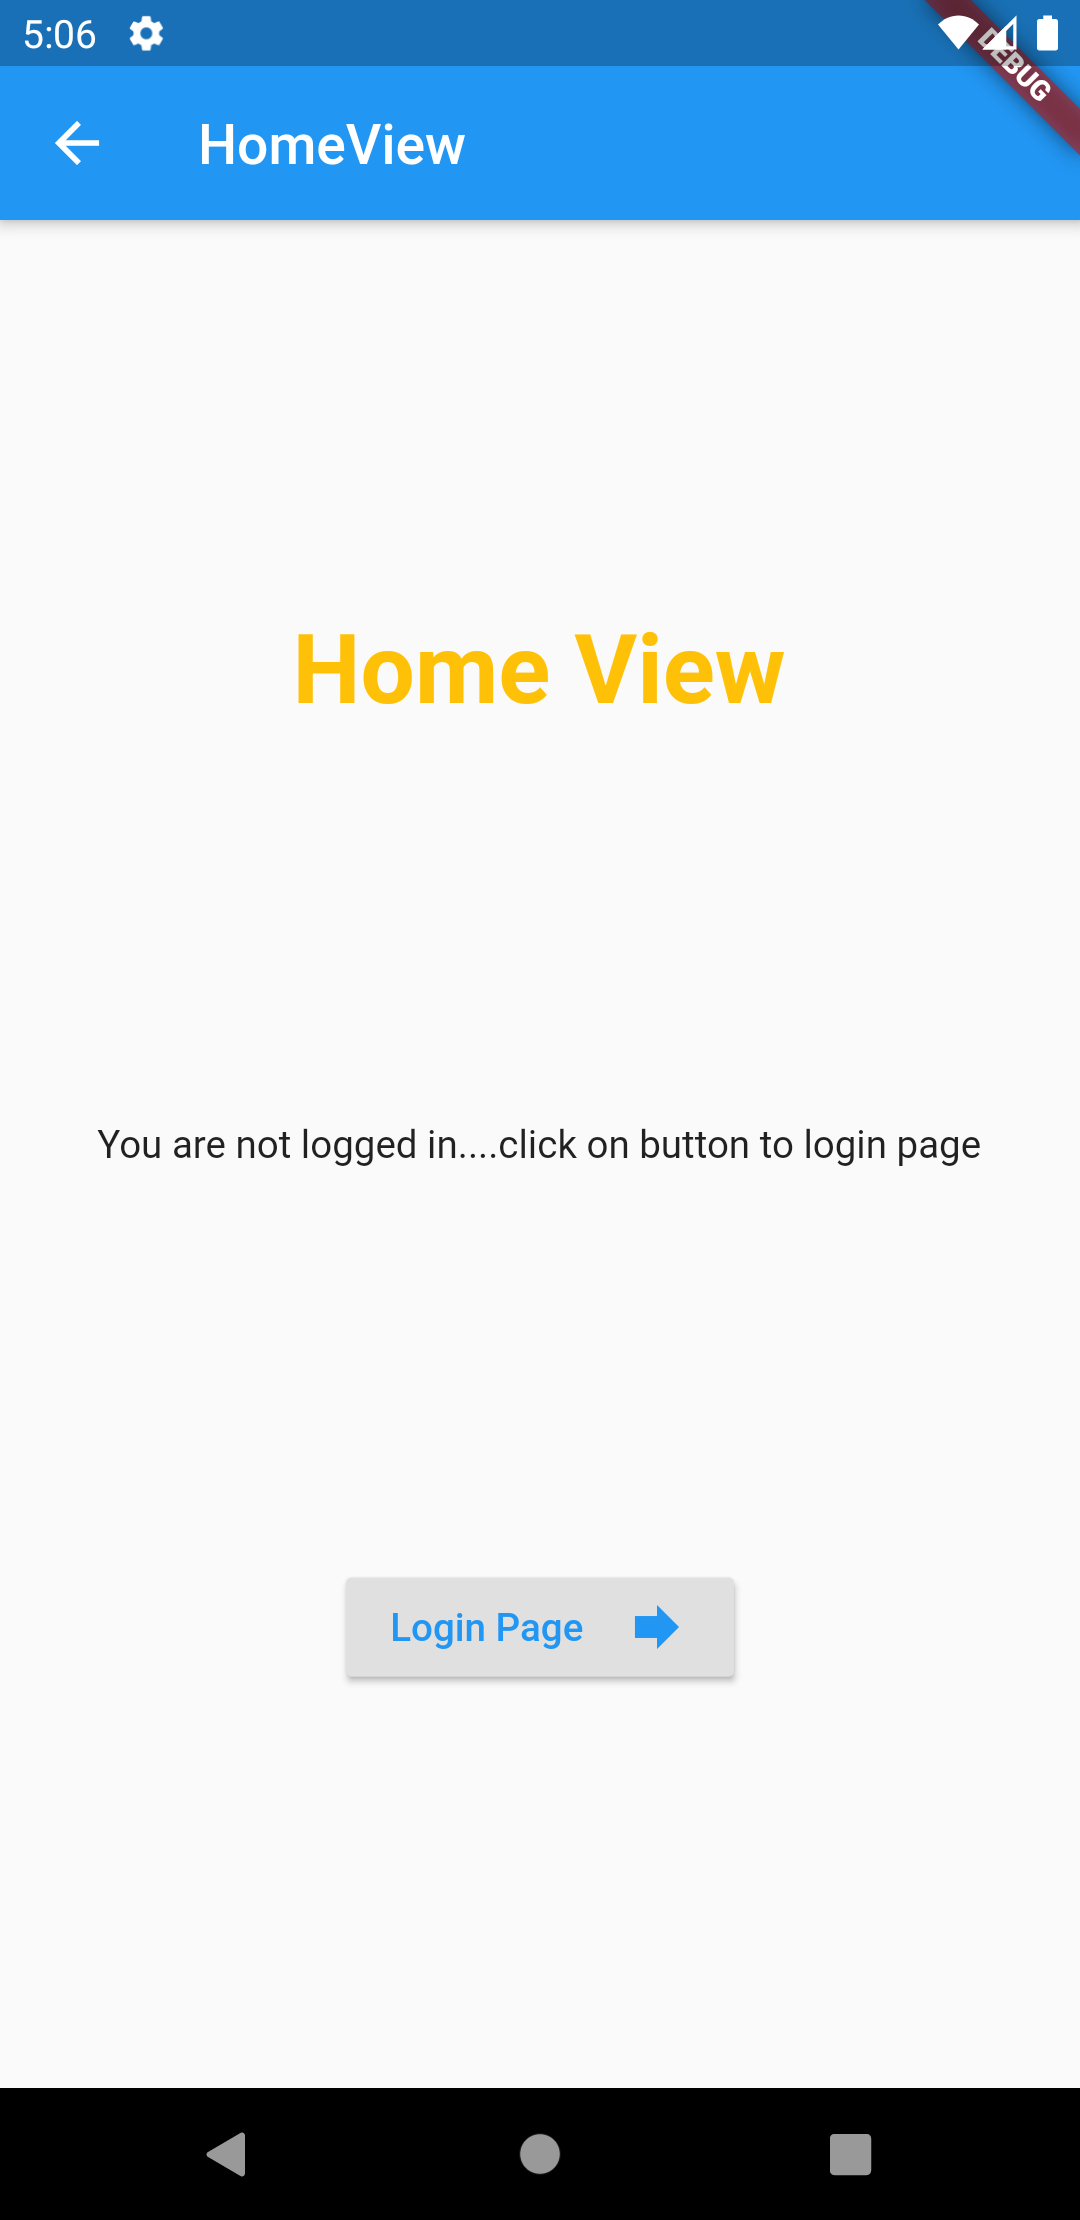 5:06
DEBUG
HomeView
Home View
You are not logged in....click on button to login page
Login Page